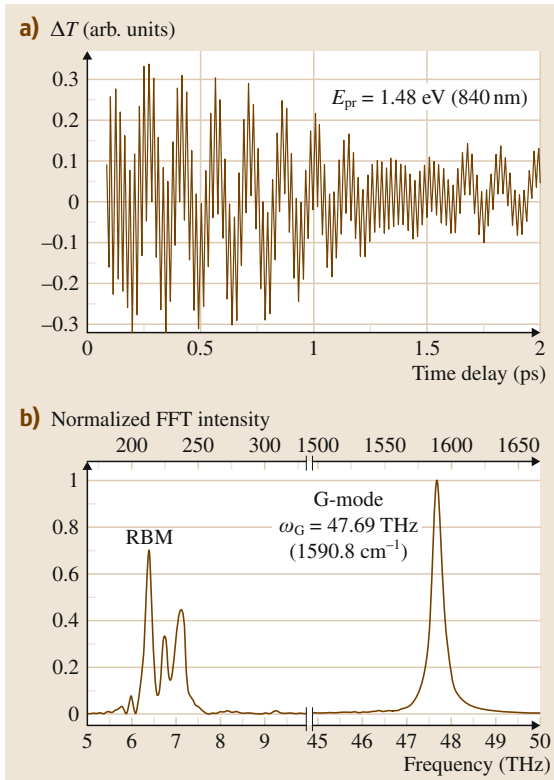 a) ΔT (arb. units)
0.3
0.2
0.1
0
−0.1
−0.2
−0.3
E_pr = 1.48 eV (840 nm)
0 0.5 1 1.5 2
Time delay (ps)
b) Normalized FFT intensity
200 250 300 1500 1550 1600 1650
1
0.8
0.6
0.4
0.2
0
RBM
G-mode
ω_G = 47.69 THz
(1590.8 cm⁻¹)
5 6 7 8 9 45 46 47 48 49 50
Frequency (THz)